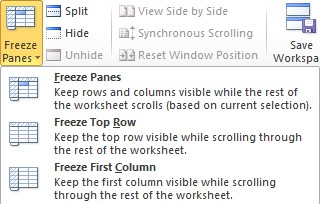 Freeze Panes
Split
Hide
Unhide
View Side by Side
Synchronous Scrolling
Reset Window Position
Save
Freeze Panes
Keep rows and columns visible while the rest of
the worksheet scrolls (based on current selection).
Freeze Top Row
Keep the top row visible while scrolling through
the rest of the worksheet.
Freeze First Column
Keep the first column visible while scrolling
through the rest of the worksheet.